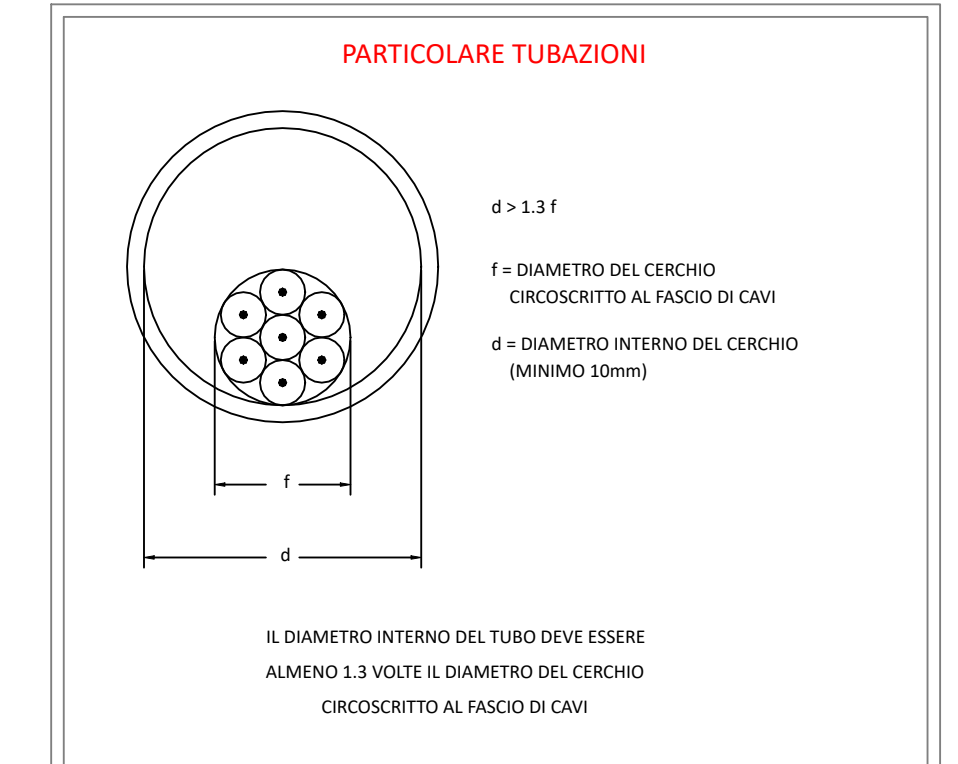 PARTICOLARE TUBAZIONI
d > 1.3 f
f = DIAMETRO DEL CERCHIO
CIRCOSCRITTO AL FASCIO DI CAVI
d = DIAMETRO INTERNO DEL CERCHIO
(MINIMO 10mm)
f
d
IL DIAMETRO INTERNO DEL TUBO DEVE ESSERE
ALMENO 1.3 VOLTE IL DIAMETRO DEL CERCHIO
CIRCOSCRITTO AL FASCIO DI CAVI